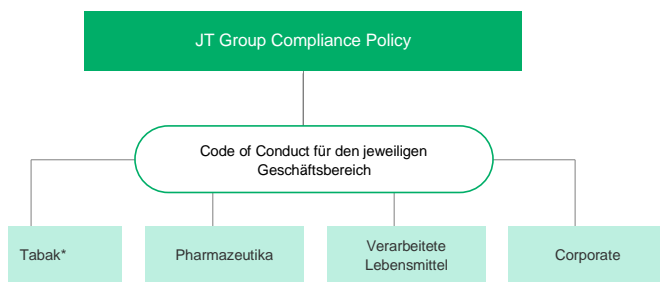 JT Group Compliance Policy
Code of Conduct für den jeweiligen
Geschäftsbereich
Tabak*
Pharmazeutika
Verarbeitete
Lebensmittel
Corporate